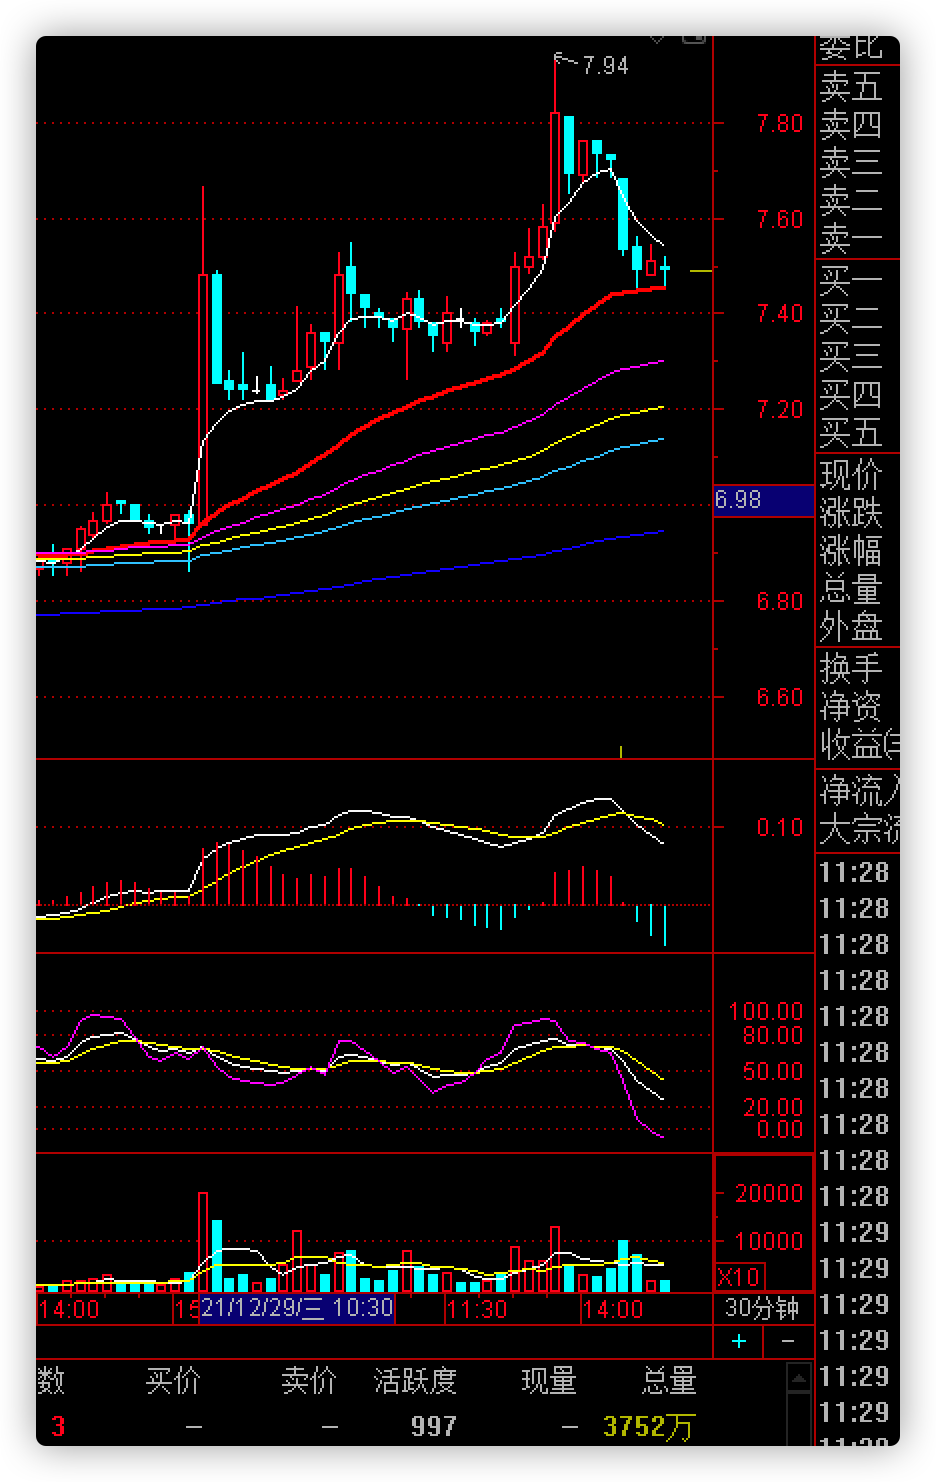 委比
7.94
卖五
7.80
卖四
卖三
卖二
7.60
卖一
买一
7.40
买二
买三
买四
7.20
买五
现价
6.98
涨跌
涨幅
6.80
总量
外盘
换手
6.60
净资
收益
净流
0.10
大宗
11:28
11:28
11:28
11:28
100.00
11:28
80.00
11:28
50.00
11:28
20.00
11:28
0.00
11:28
20000
11:28
10000
11:29
X10
11:29
14:00
15
21/12/29/三 10:30
11:30
14:00
30分钟
11:29
+
−
11:29
数
买价
卖价
活跃度
现量
总量
11:29
3
—
—
997
—
3752万
11:29